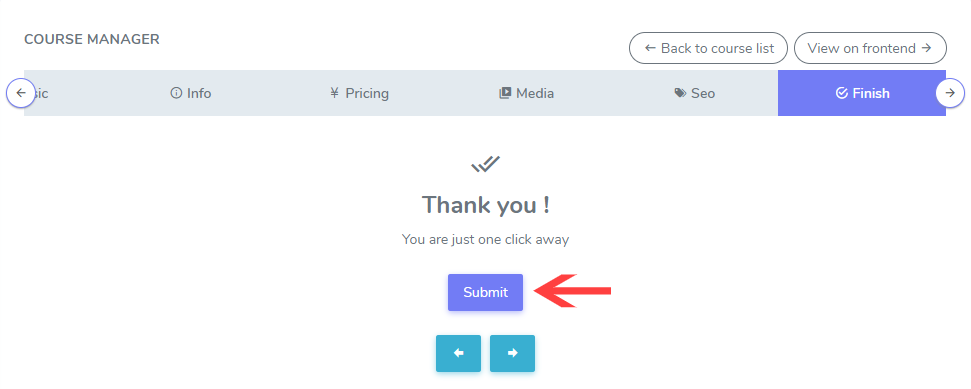 COURSE MANAGER
Back to course list
View on frontend
sic
Info
¥ Pricing
Media
Seo
Finish
Thank you !
You are just one click away
Submit